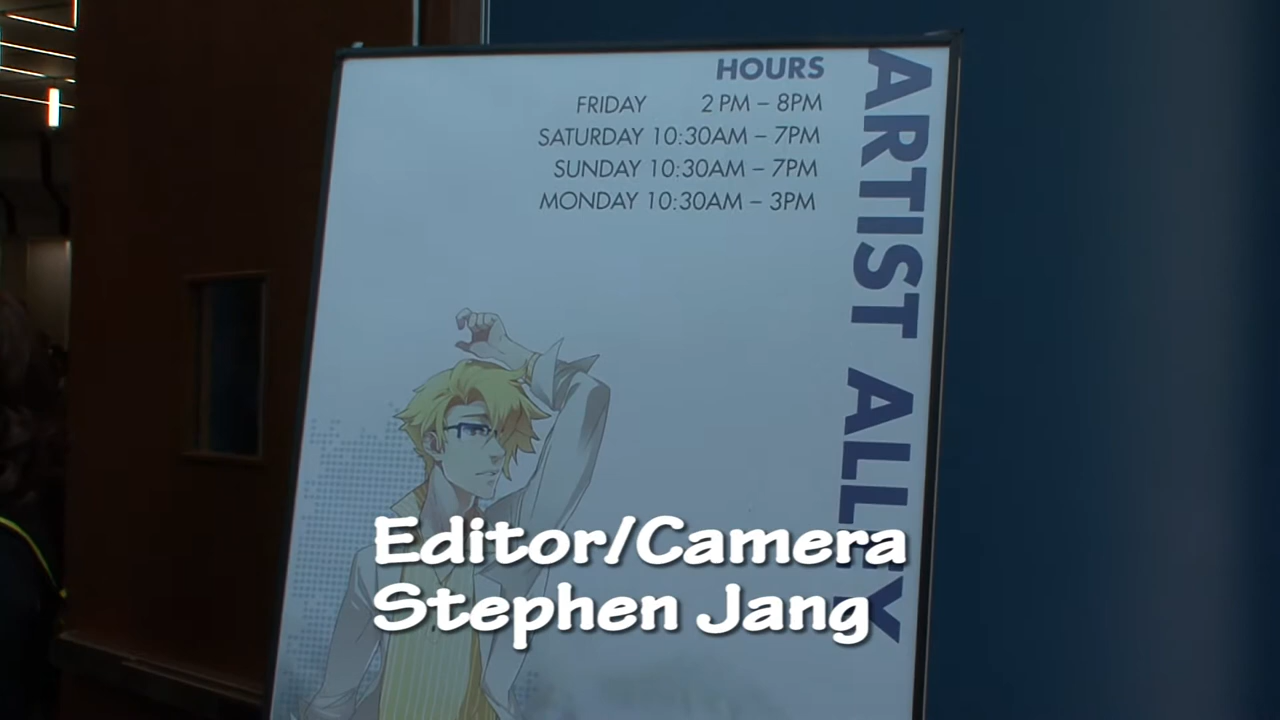 HOURS
FRIDAY 2 PM – 8PM
SATURDAY 10:30AM – 7PM
SUNDAY 10:30AM – 7PM
MONDAY 10:30AM – 3PM
ARTIST ALLEY
Editor/Camera
Stephen Jang